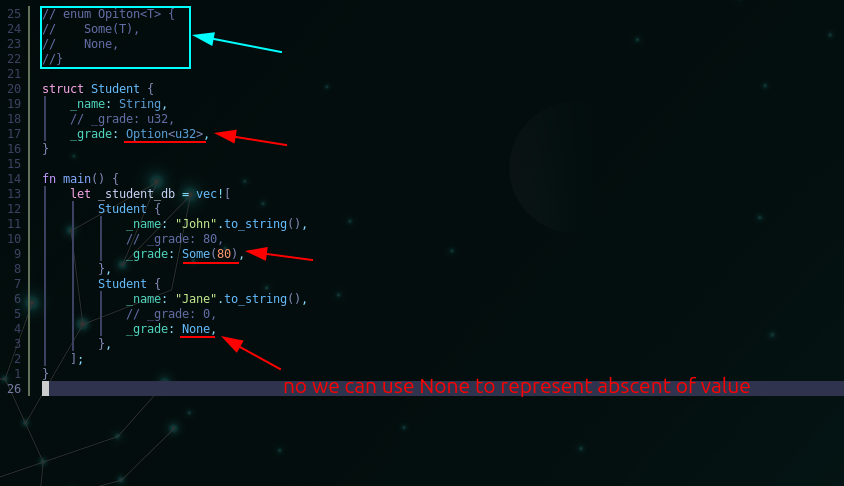 25 // enum Opiton<T> {
24 //    Some(T),
23 //    None,
22 //}
21
20 struct Student {
19     _name: String,
18     // _grade: u32,
17     _grade: Option<u32>,
16 }
15
14 fn main() {
13     let _student_db = vec![
12         Student {
11             _name: "John".to_string(),
10             // _grade: 80,
9             _grade: Some(80),
8         },
7         Student {
6             _name: "Jane".to_string(),
5             // _grade: 0,
4             _grade: None,
3         },
2     ];
1 }
no we can use None to represent abscent of value
26